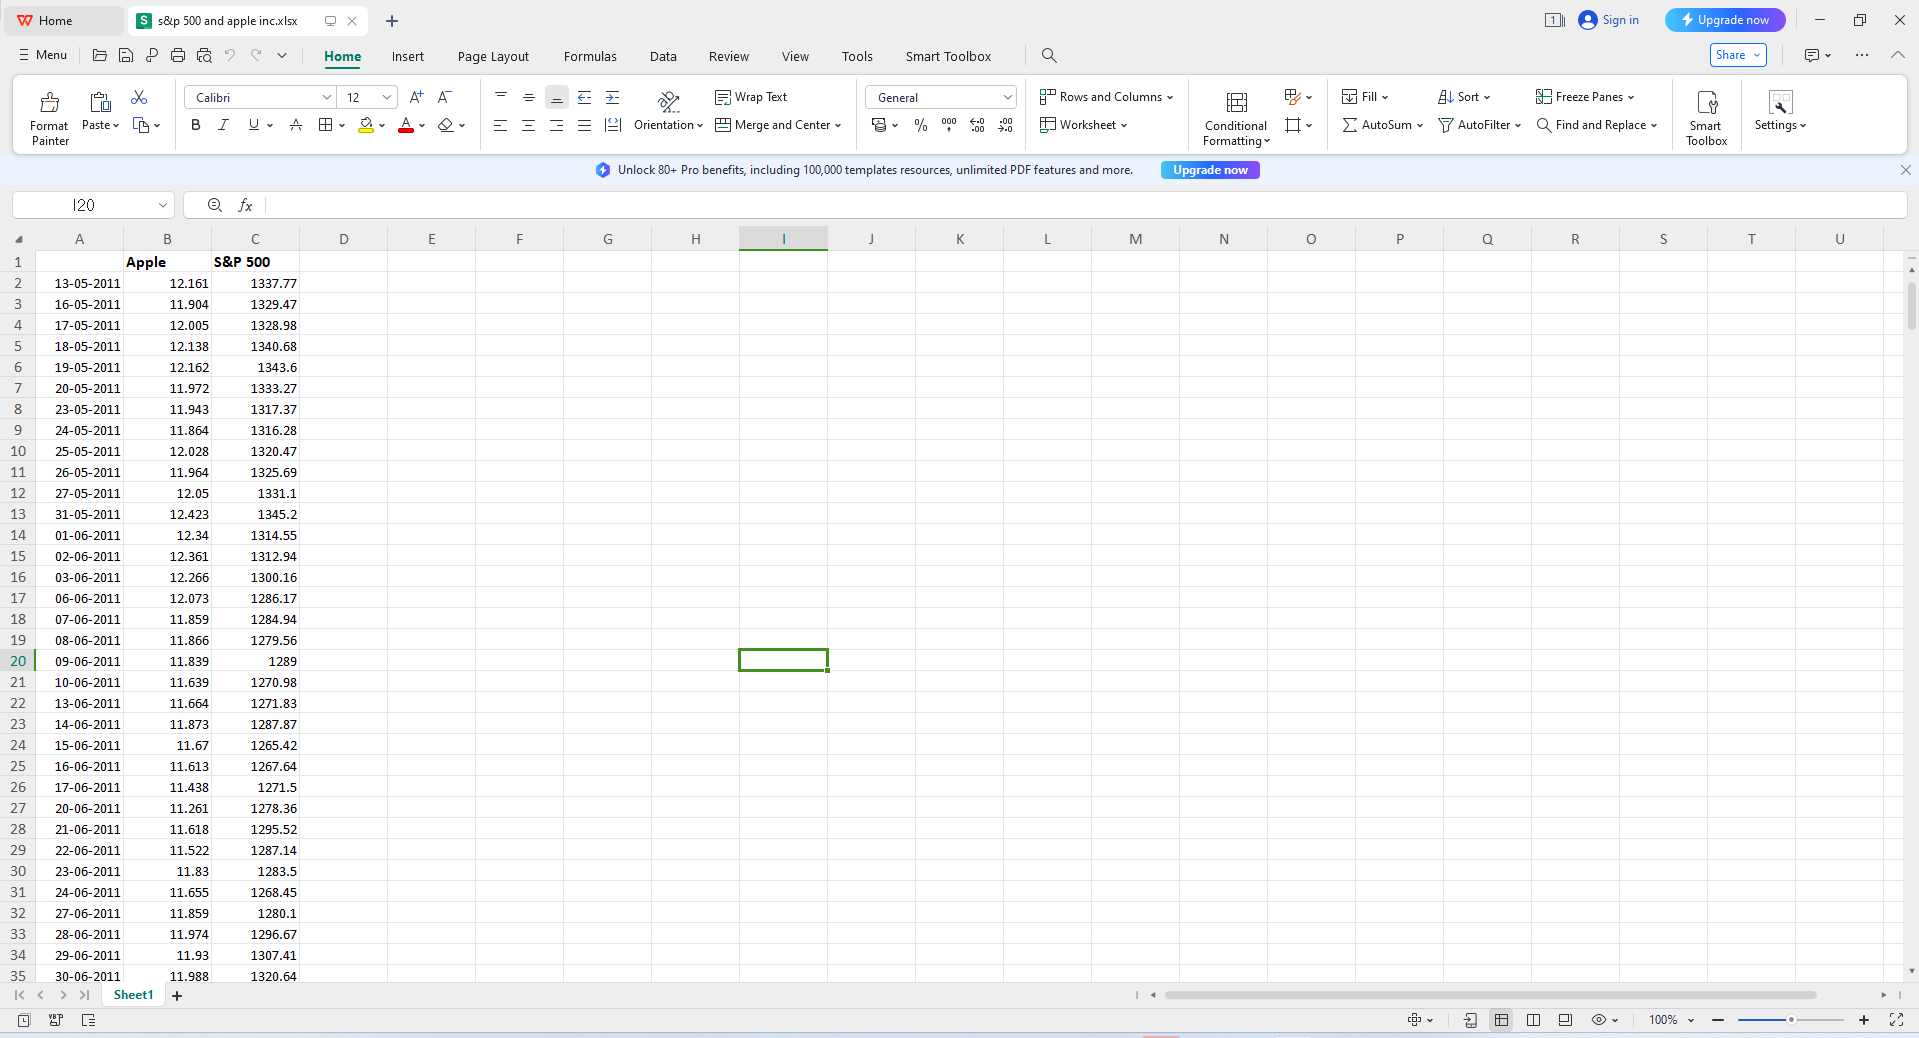 Home
S s&p 500 and apple inc.xlsx
Sign in
Upgrade now
Menu
Home Insert Page Layout Formulas Data Review View Tools Smart Toolbox
Share
Format Painter
Paste
Calibri 12
Orientation
Wrap Text
Merge and Center
General
Rows and Columns
Worksheet
Conditional Formatting
Fill
AutoSum
Sort
AutoFilter
Freeze Panes
Find and Replace
Smart Toolbox
Settings
Unlock 80+ Pro benefits, including 100,000 templates resources, unlimited PDF features and more. Upgrade now
I20 fx
A B C D E F G H I J K L M N O P Q R S T U
1 Apple S&P 500
2 13-05-2011 12.161 1337.77
3 16-05-2011 11.904 1329.47
4 17-05-2011 12.005 1328.98
5 18-05-2011 12.138 1340.68
6 19-05-2011 12.162 1343.6
7 20-05-2011 11.972 1333.27
8 23-05-2011 11.943 1317.37
9 24-05-2011 11.864 1316.28
10 25-05-2011 12.028 1320.47
11 26-05-2011 11.964 1325.69
12 27-05-2011 12.05 1331.1
13 31-05-2011 12.423 1345.2
14 01-06-2011 12.34 1314.55
15 02-06-2011 12.361 1312.94
16 03-06-2011 12.266 1300.16
17 06-06-2011 12.073 1286.17
18 07-06-2011 11.859 1284.94
19 08-06-2011 11.866 1279.56
20 09-06-2011 11.839 1289
21 10-06-2011 11.639 1270.98
22 13-06-2011 11.664 1271.83
23 14-06-2011 11.873 1287.87
24 15-06-2011 11.67 1265.42
25 16-06-2011 11.613 1267.64
26 17-06-2011 11.438 1271.5
27 20-06-2011 11.261 1278.36
28 21-06-2011 11.618 1295.52
29 22-06-2011 11.522 1287.14
30 23-06-2011 11.83 1283.5
31 24-06-2011 11.655 1268.45
32 27-06-2011 11.859 1280.1
33 28-06-2011 11.974 1296.67
34 29-06-2011 11.93 1307.41
35 30-06-2011 11.988 1320.64
Sheet1
100%